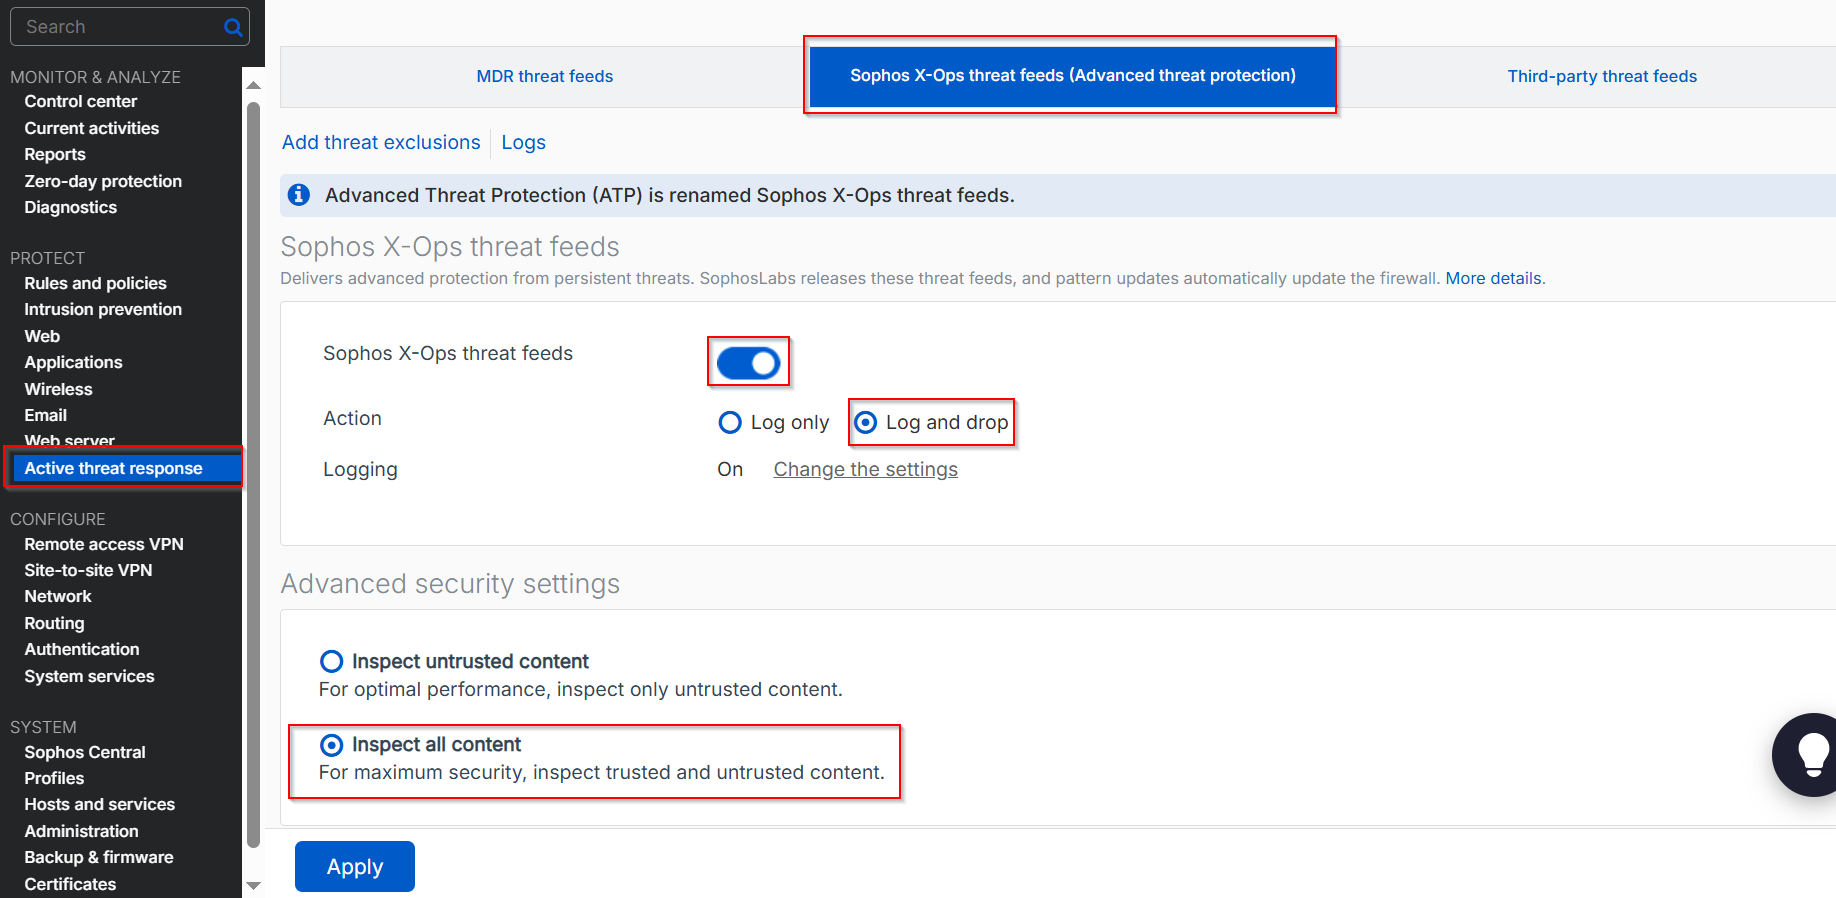 Search
MONITOR & ANALYZE
Control center
Current activities
Reports
Zero-day protection
Diagnostics
PROTECT
Rules and policies
Intrusion prevention
Web
Applications
Wireless
Email
Web server
Active threat response
CONFIGURE
Remote access VPN
Site-to-site VPN
Network
Routing
Authentication
System services
SYSTEM
Sophos Central
Profiles
Hosts and services
Administration
Backup & firmware
Certificates
MDR threat feeds
Sophos X-Ops threat feeds (Advanced threat protection)
Third-party threat feeds
Add threat exclusions
Logs
Advanced Threat Protection (ATP) is renamed Sophos X-Ops threat feeds.
Sophos X-Ops threat feeds
Delivers advanced protection from persistent threats. SophosLabs releases these threat feeds, and pattern updates automatically update the firewall. More details.
Sophos X-Ops threat feeds
Action
Log only
Log and drop
Logging
On
Change the settings
Advanced security settings
Inspect untrusted content
For optimal performance, inspect only untrusted content.
Inspect all content
For maximum security, inspect trusted and untrusted content.
Apply